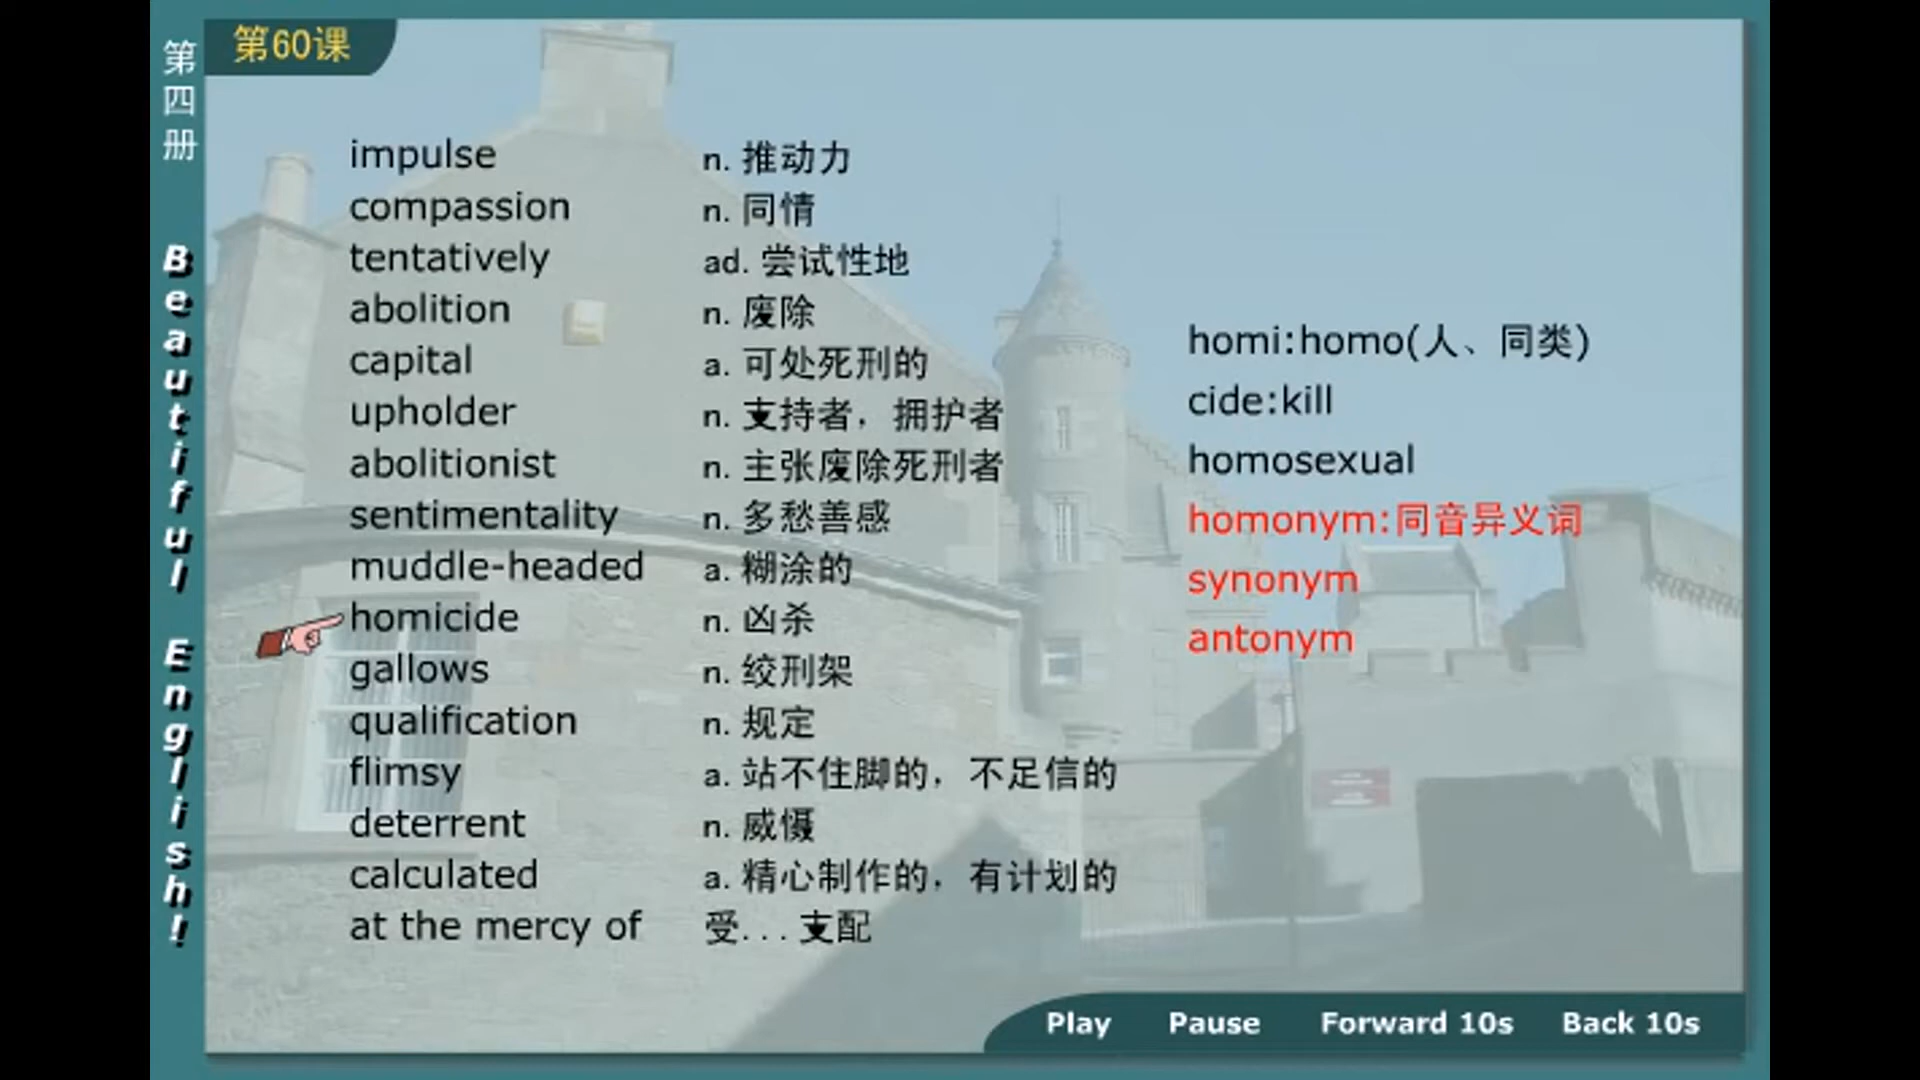 第60课
第四册
Beautiful English!
impulse n. 推动力
compassion n. 同情
tentatively ad. 尝试性地
abolition n. 废除
capital a. 可处死刑的
upholder n. 支持者，拥护者
abolitionist n. 主张废除死刑者
sentimentality n. 多愁善感
muddle-headed a. 糊涂的
homicide n. 凶杀
gallows n. 绞刑架
qualification n. 规定
flimsy a. 站不住脚的，不足信的
deterrent n. 威慑
calculated a. 精心制作的，有计划的
at the mercy of 受...支配
homi:homo(人、同类)
cide:kill
homosexual
homonym:同音异义词
synonym
antonym
Play Pause Forward 10s Back 10s